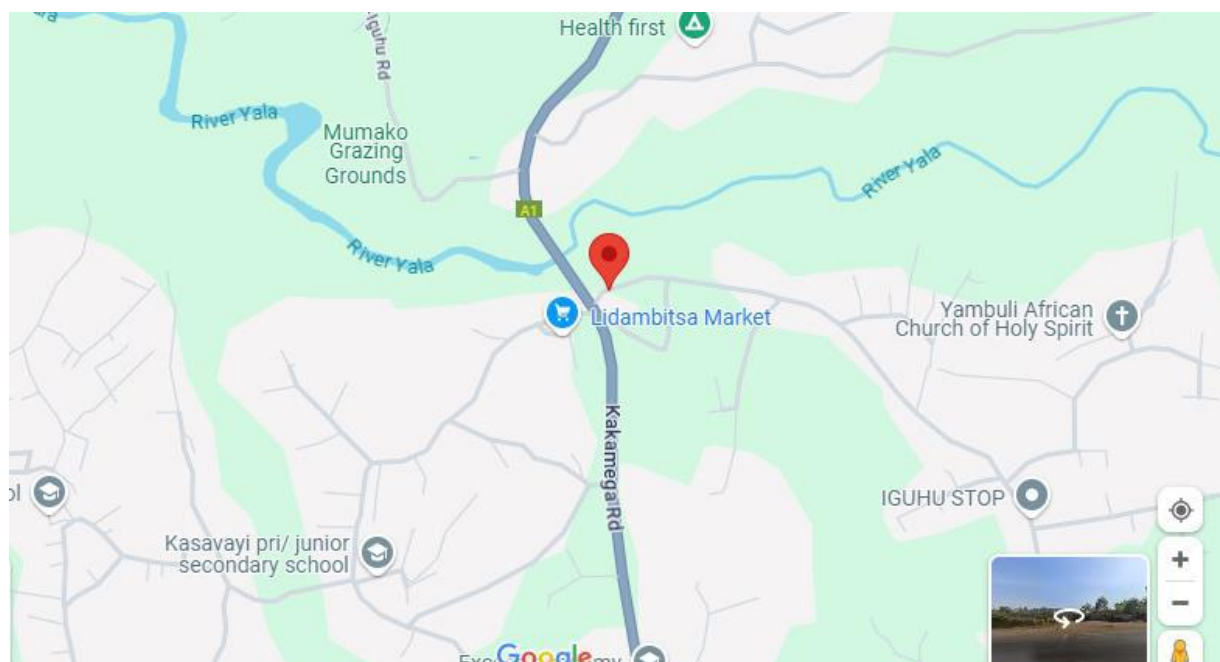 Health first
Iguhu Rd
River Yala
Mumako
Grazing
Grounds
River Yala
A1
River Yala
Lidambitsa Market
Yambuli African
Church of Holy Spirit
Kakamega Rd
IGUHU STOP
Kasavayi pri/ junior
secondary school
Google